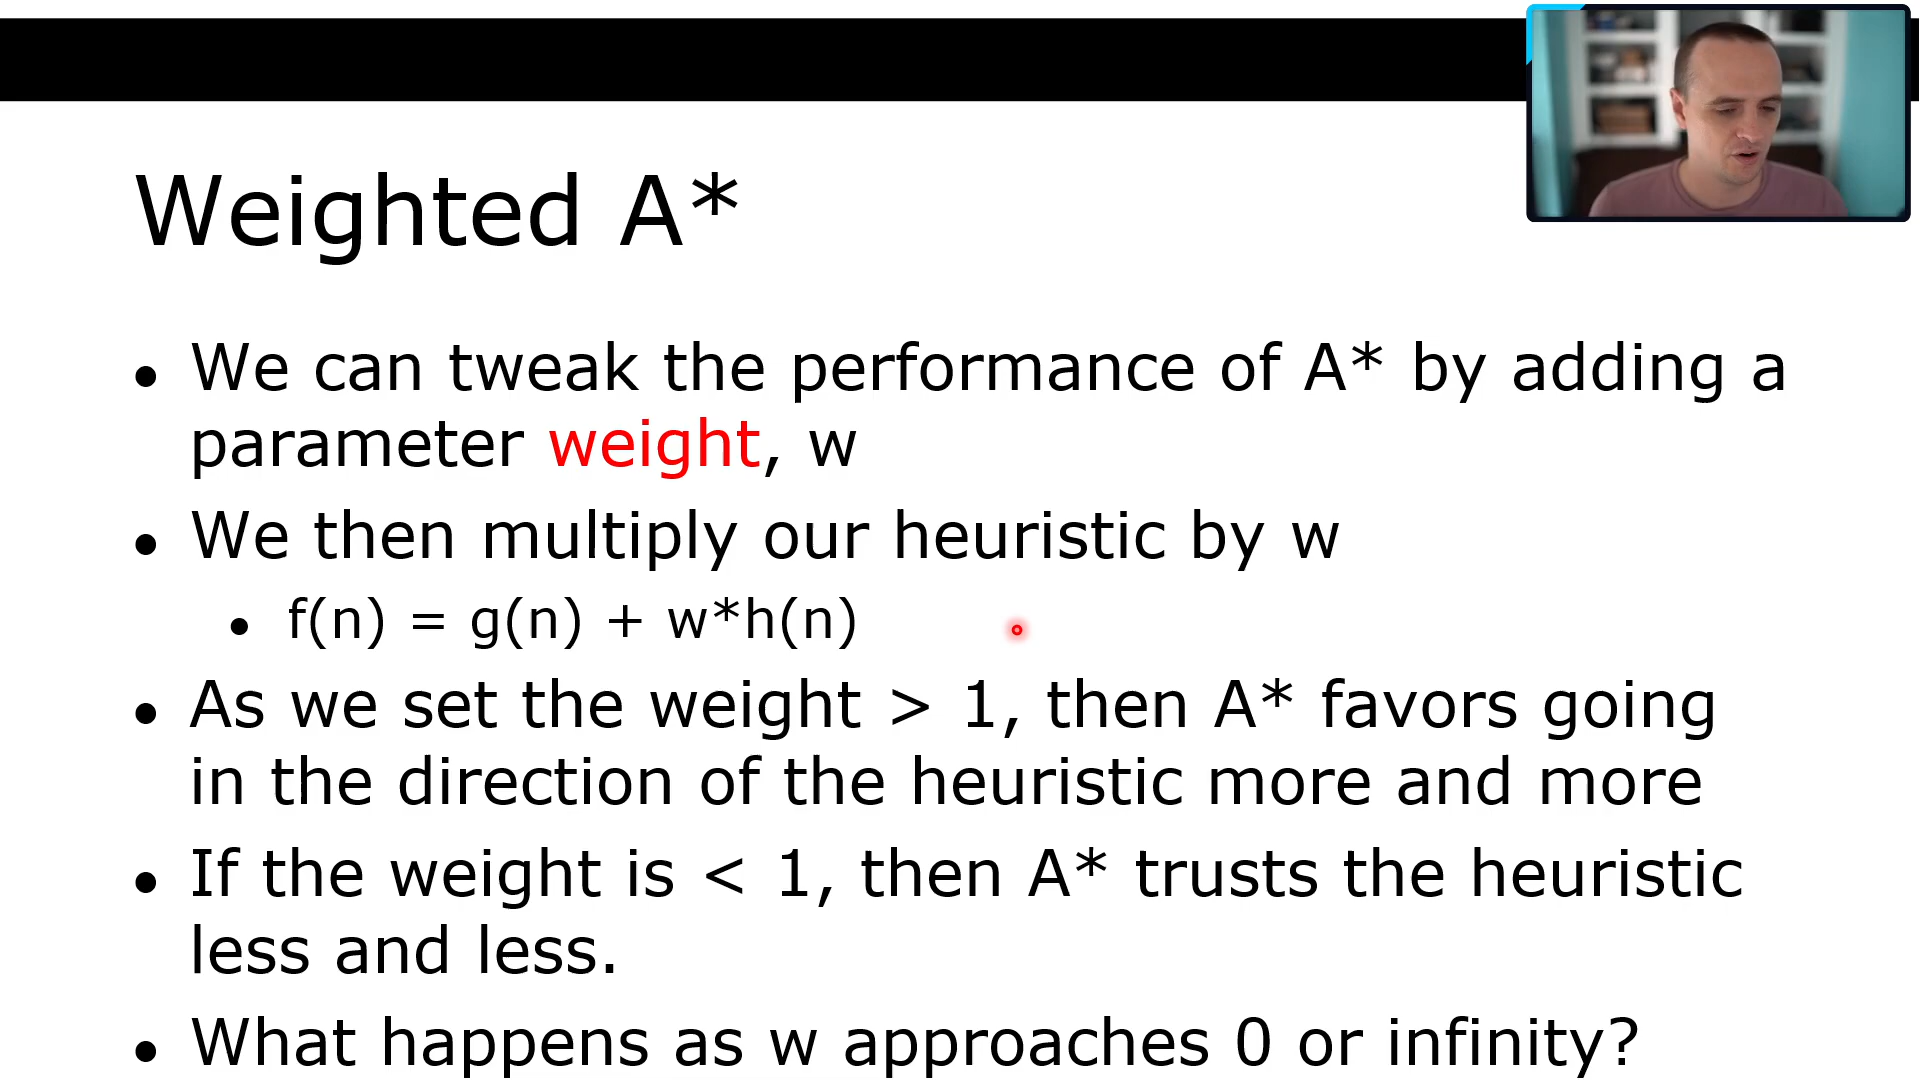 Weighted A*
• We can tweak the performance of A* by adding a
parameter weight, w
• We then multiply our heuristic by w
• f(n) = g(n) + w*h(n)
• As we set the weight > 1, then A* favors going
in the direction of the heuristic more and more
• If the weight is < 1, then A* trusts the heuristic
less and less.
• What happens as w approaches 0 or infinity?